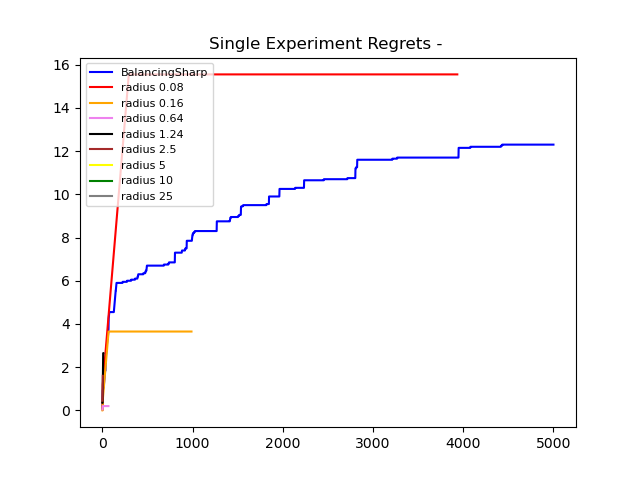 Single Experiment Regrets -
16
14
12
10
8
6
4
2
0
BalancingSharp
radius 0.08
radius 0.16
radius 0.64
radius 1.24
radius 2.5
radius 5
radius 10
radius 25
0 1000 2000 3000 4000 5000